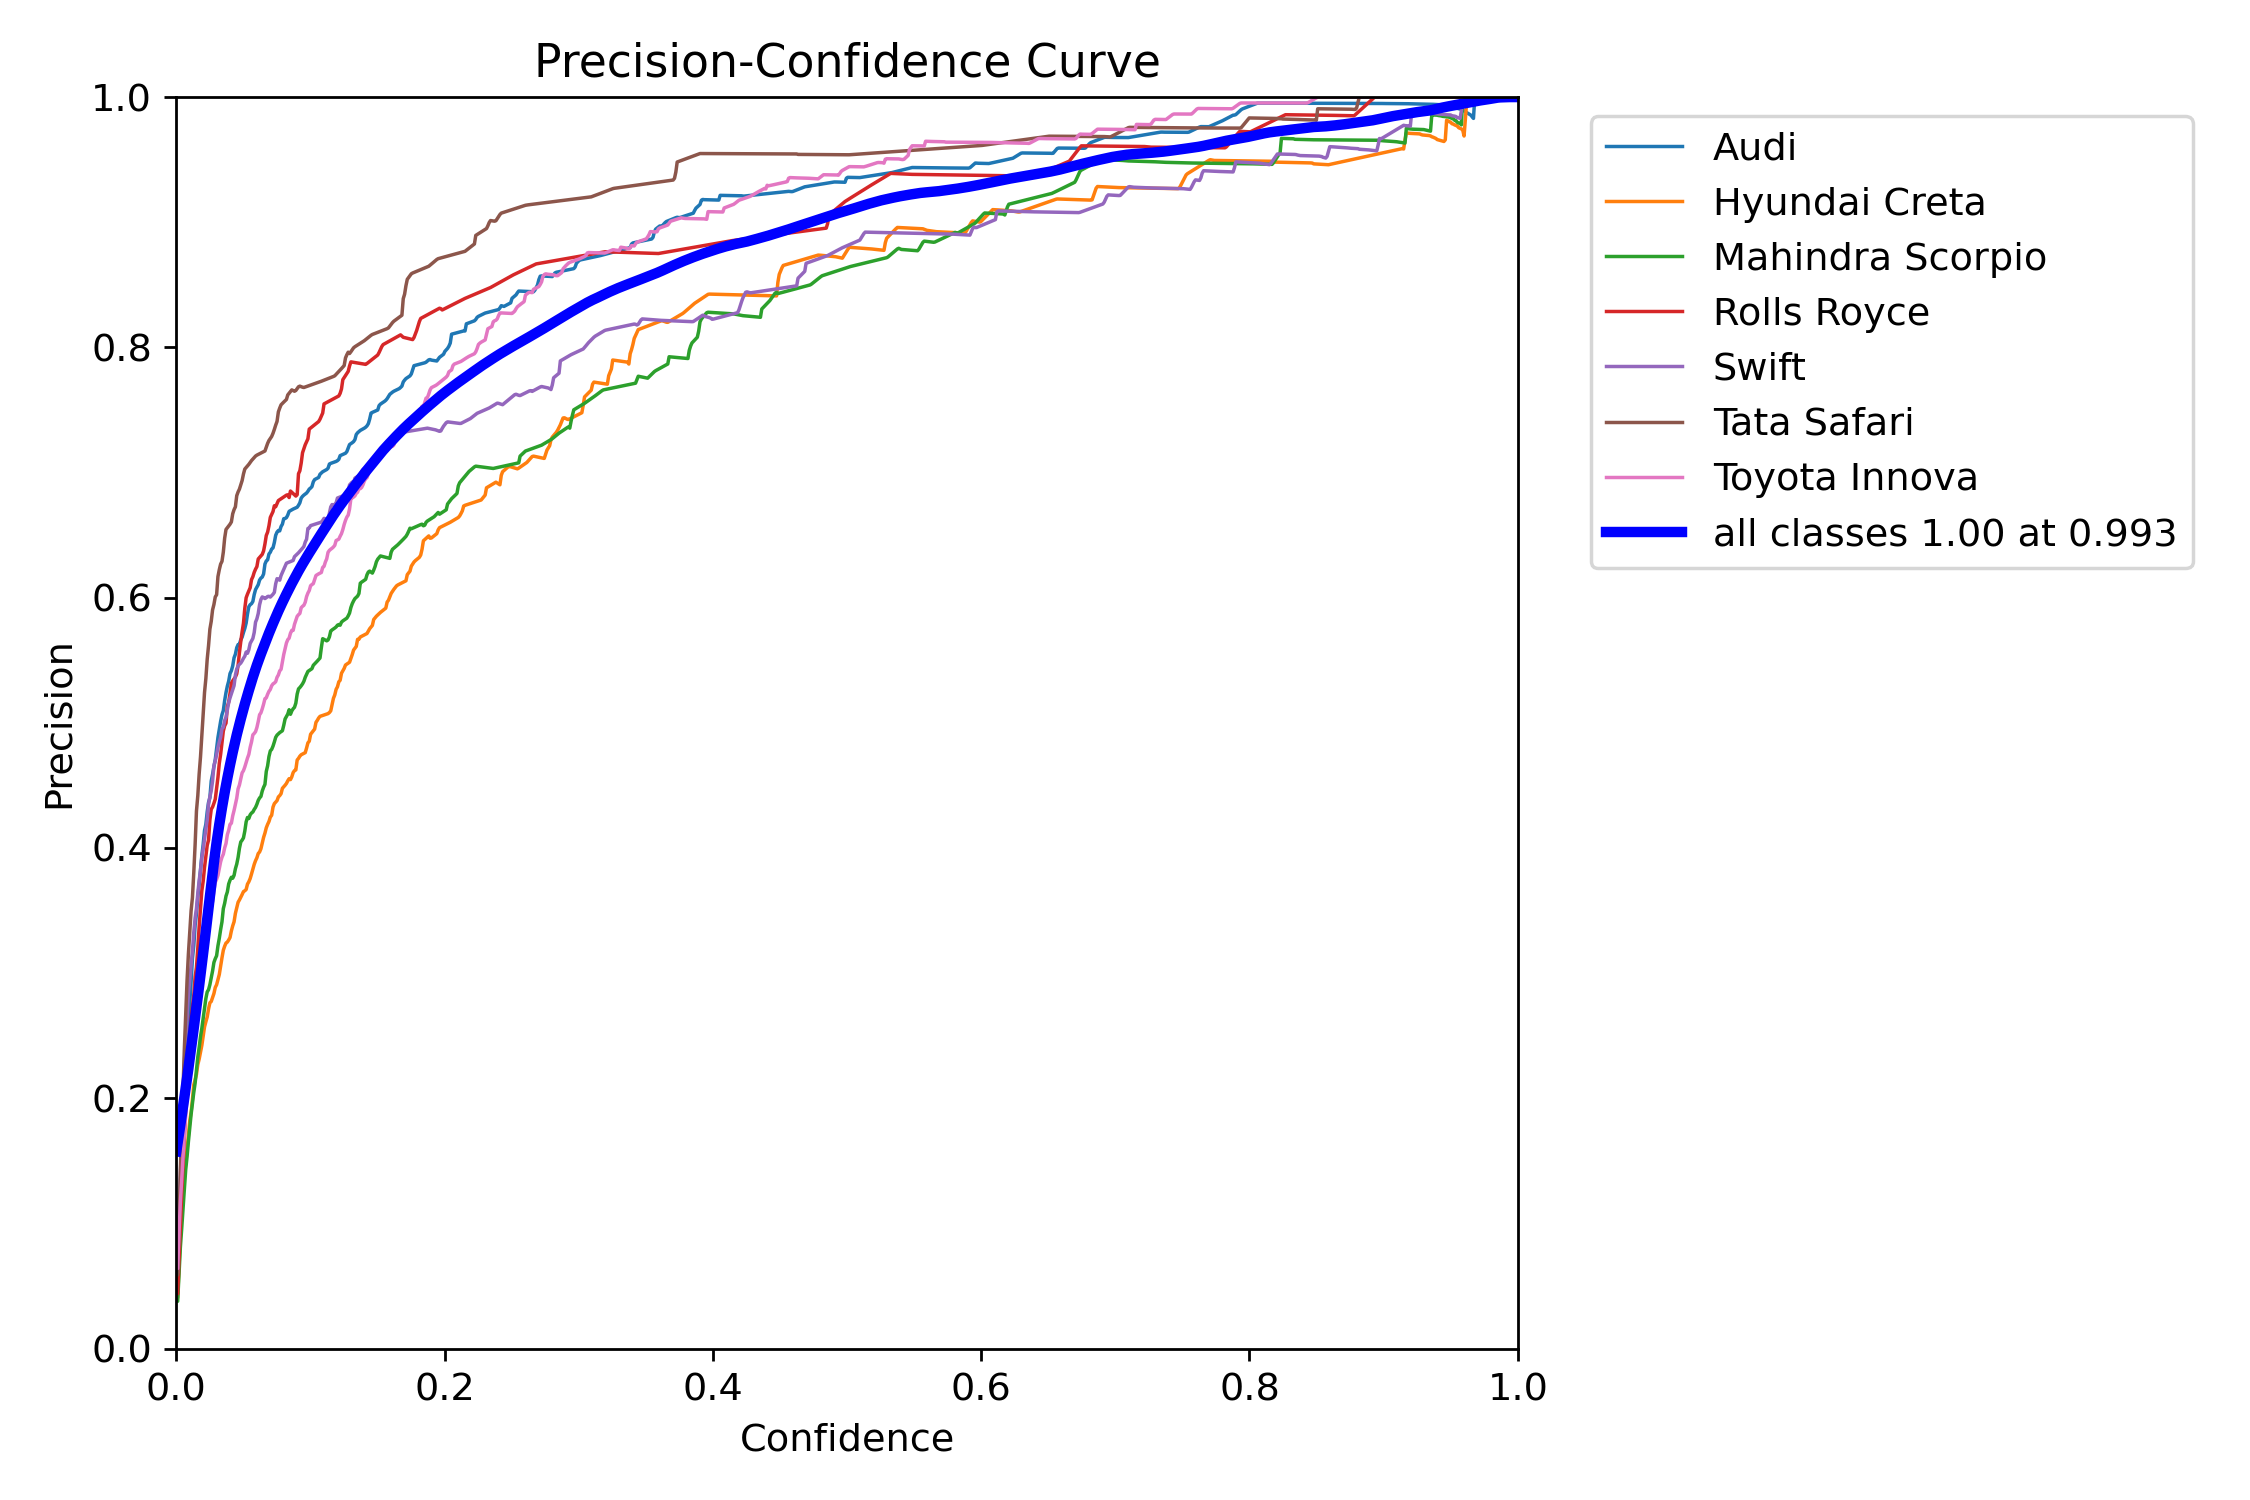 Precision-Confidence Curve
1.0
0.8
0.6
0.4
0.2
0.0
Precision
0.0 0.2 0.4 0.6 0.8 1.0
Confidence
Audi
Hyundai Creta
Mahindra Scorpio
Rolls Royce
Swift
Tata Safari
Toyota Innova
all classes 1.00 at 0.993